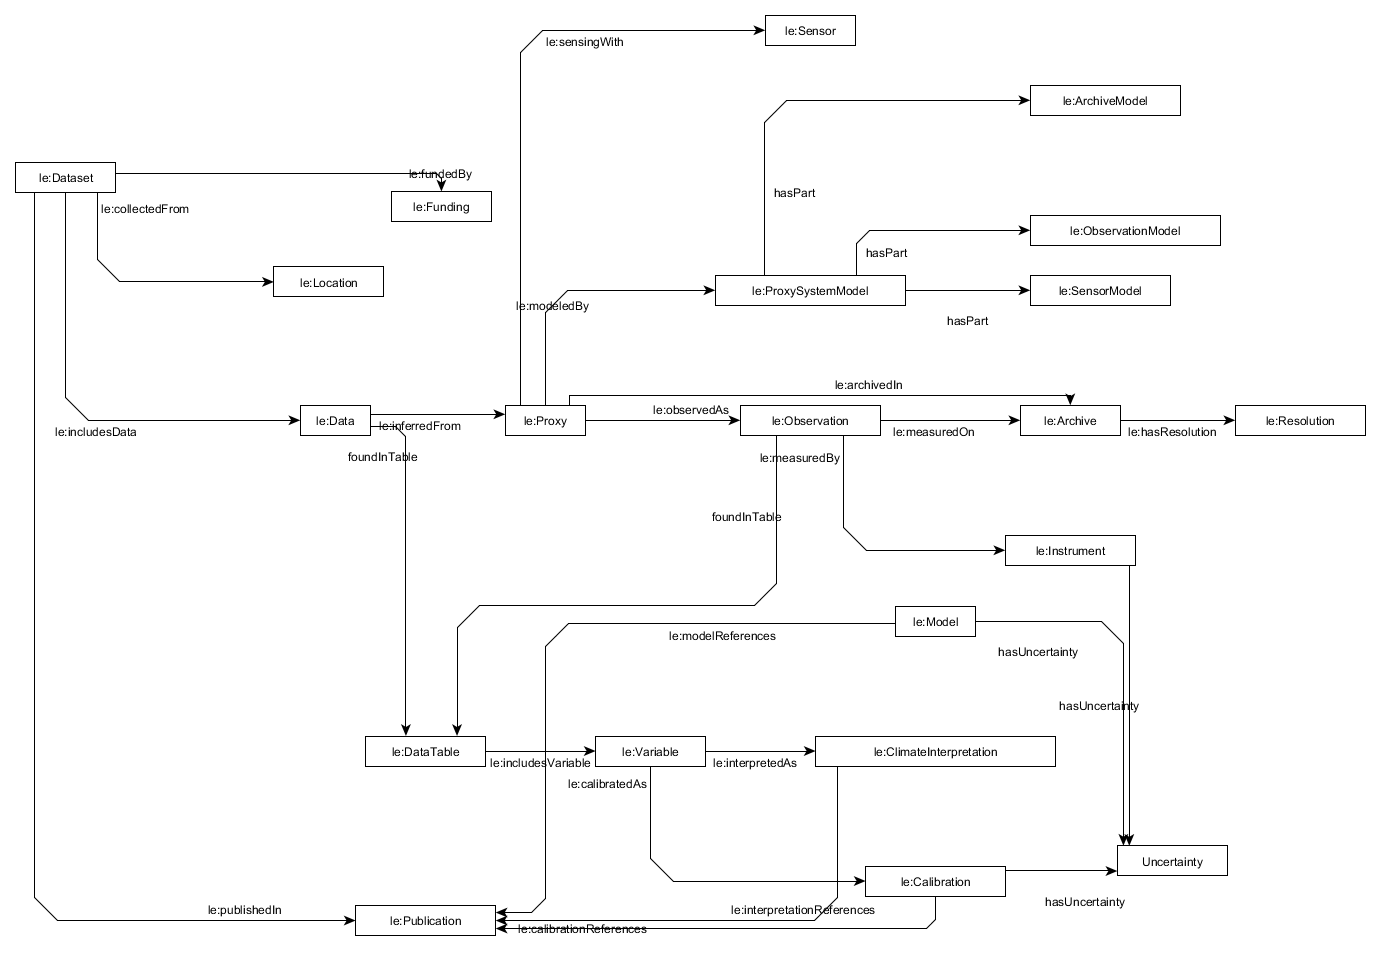 le:Sensor
le:sensingWith
le:ArchiveModel
le:Dataset
le:fundedBy
hasPart
le:Funding
le:collectedFrom
le:ObservationModel
hasPart
le:Location
le:ProxySystemModel
le:SensorModel
le:modeledBy
hasPart
le:archivedIn
le:observedAs
le:Data
le:Proxy
le:Observation
le:Archive
le:Resolution
le:includesData
le:inferredFrom
le:measuredOn
le:hasResolution
foundInTable
le:measuredBy
foundInTable
le:Instrument
le:Model
le:modelReferences
hasUncertainty
hasUncertainty
le:DataTable
le:Variable
le:ClimateInterpretation
le:includesVariable
le:interpretedAs
le:calibratedAs
Uncertainty
le:Calibration
hasUncertainty
le:publishedIn
le:interpretationReferences
le:Publication
le:calibrationReferences